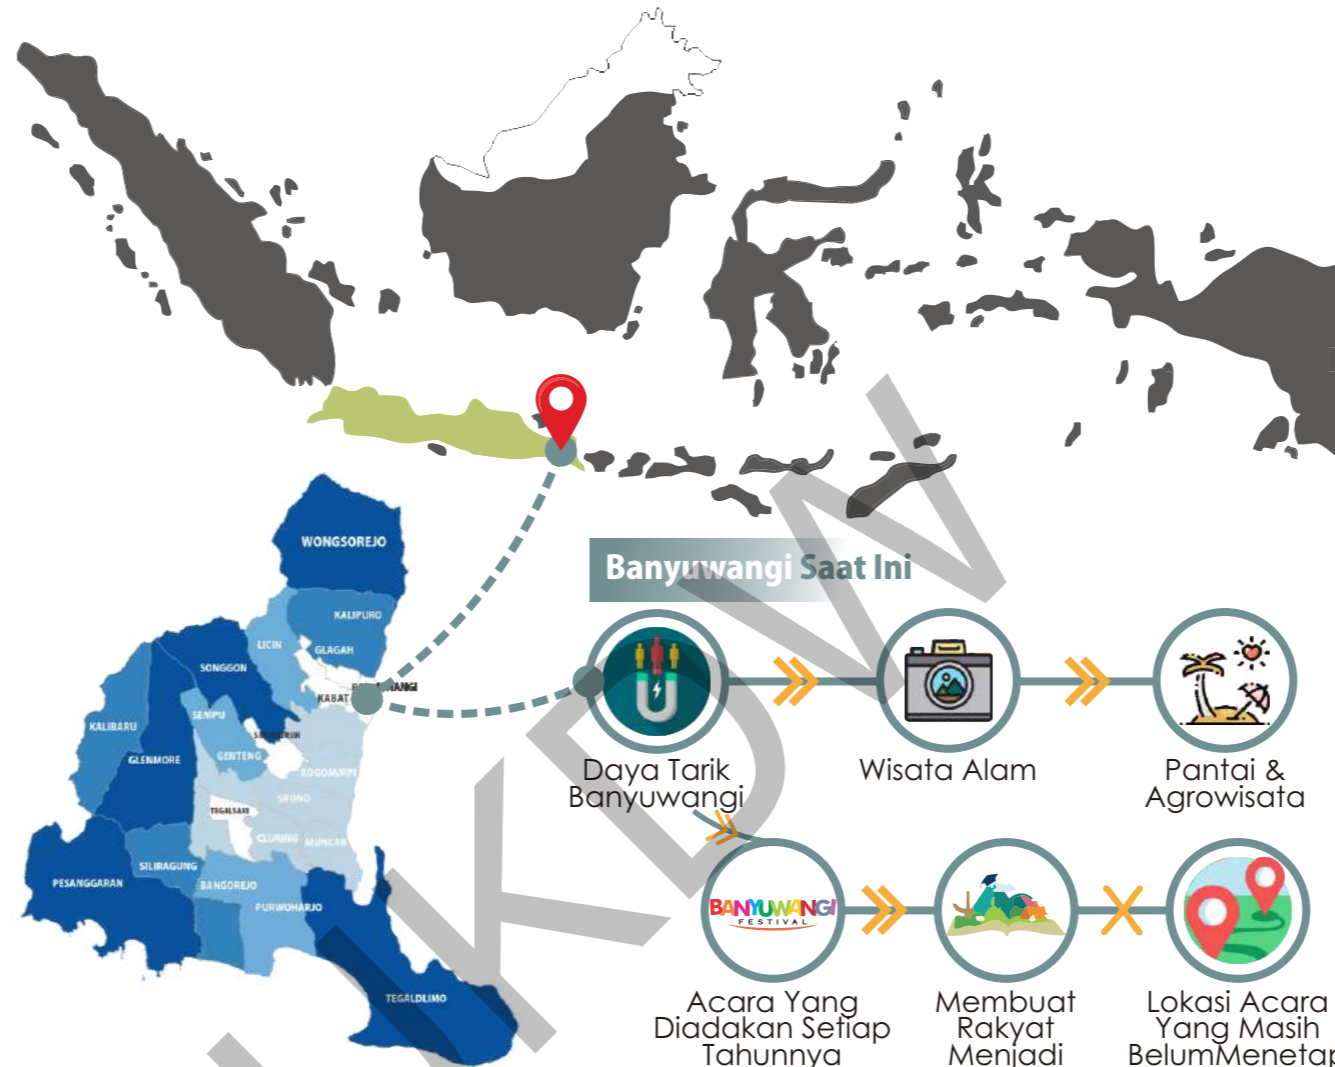 WONGSOREJO
KALIPURO
LICIN
GLAGAH
SONGGON
KABAT
KALIBARU
SEMPU
GLENMORE
GENTENG
ROGOJAMPI
SRONO
TEGALSARI
CLURING
MUNCAR
SILIRAGUNG
PESANGGARAN
BANGOREJO
PURWOHARJO
TEGALDLIMO
Banyuwangi Saat Ini
Daya Tarik
Banyuwangi
Wisata Alam
Pantai &
Agrowisata
BANYUWANGI
FESTIVAL
Acara Yang
Diadakan Setiap
Tahunnya
Membuat
Rakyat
Menjadi
Lokasi Acara
Yang Masih
BelumMenetap
UKDW